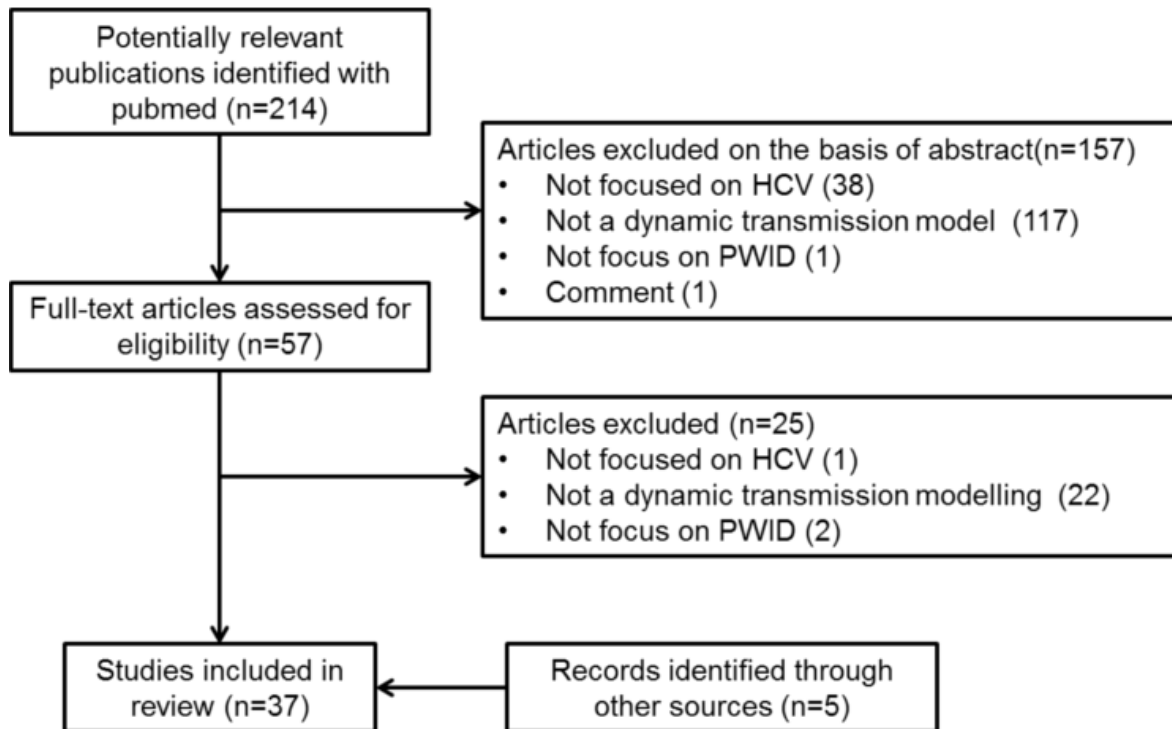 Potentially relevant
publications identified with
pubmed (n=214)
Articles excluded on the basis of abstract(n=157)
• Not focused on HCV (38)
• Not a dynamic transmission model (117)
• Not focus on PWID (1)
• Comment (1)
Full-text articles assessed for
eligibility (n=57)
Articles excluded (n=25)
• Not focused on HCV (1)
• Not a dynamic transmission modelling (22)
• Not focus on PWID (2)
Studies included in
review (n=37)
Records identified through
other sources (n=5)